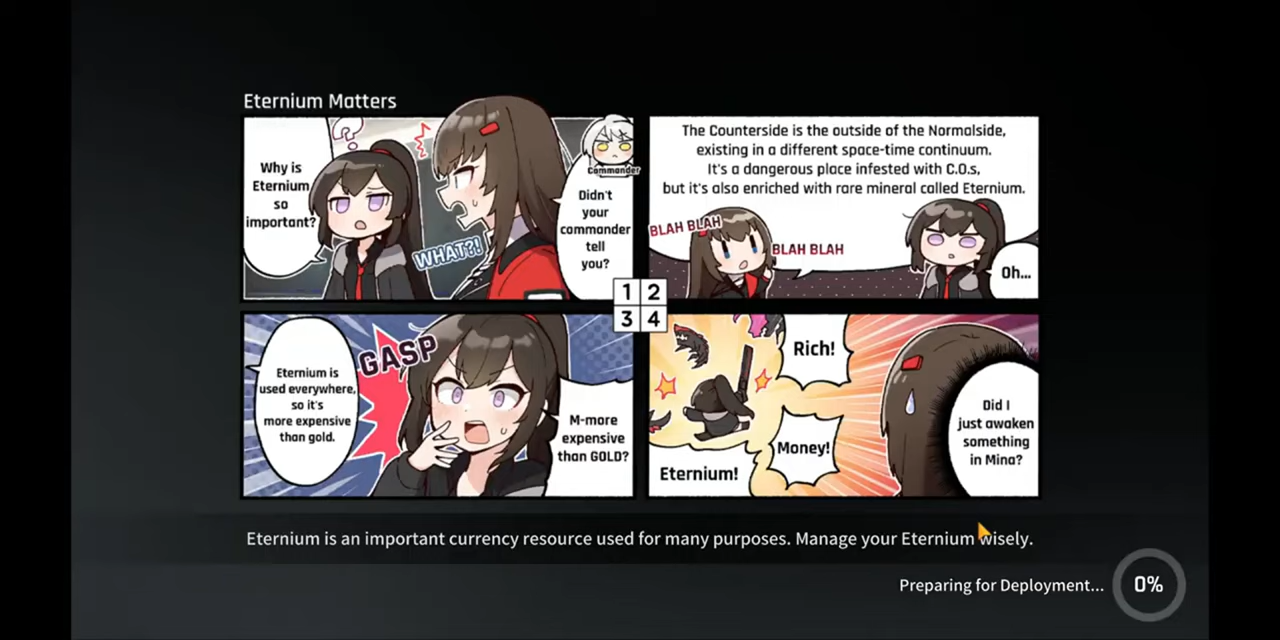 Eternium Matters
Why is
Eternium
so
important?
?
WHAT?!
Commander
Didn't
your
commander
tell
you?
The Counterside is the outside of the Normalside,
existing in a different space-time continuum.
It's a dangerous place infested with C.O.s,
but it's also enriched with rare mineral called Eternium.
BLAH BLAH
BLAH BLAH
Oh...
1 2
3 4
Eternium is
used everywhere,
so it's
more expensive
than gold.
GASP
M-more
expensive
than GOLD?
Rich!
Money!
Eternium!
Did I
just awaken
something
in Mina?
Eternium is an important currency resource used for many purposes. Manage your Eternium wisely.
Preparing for Deployment... 0%